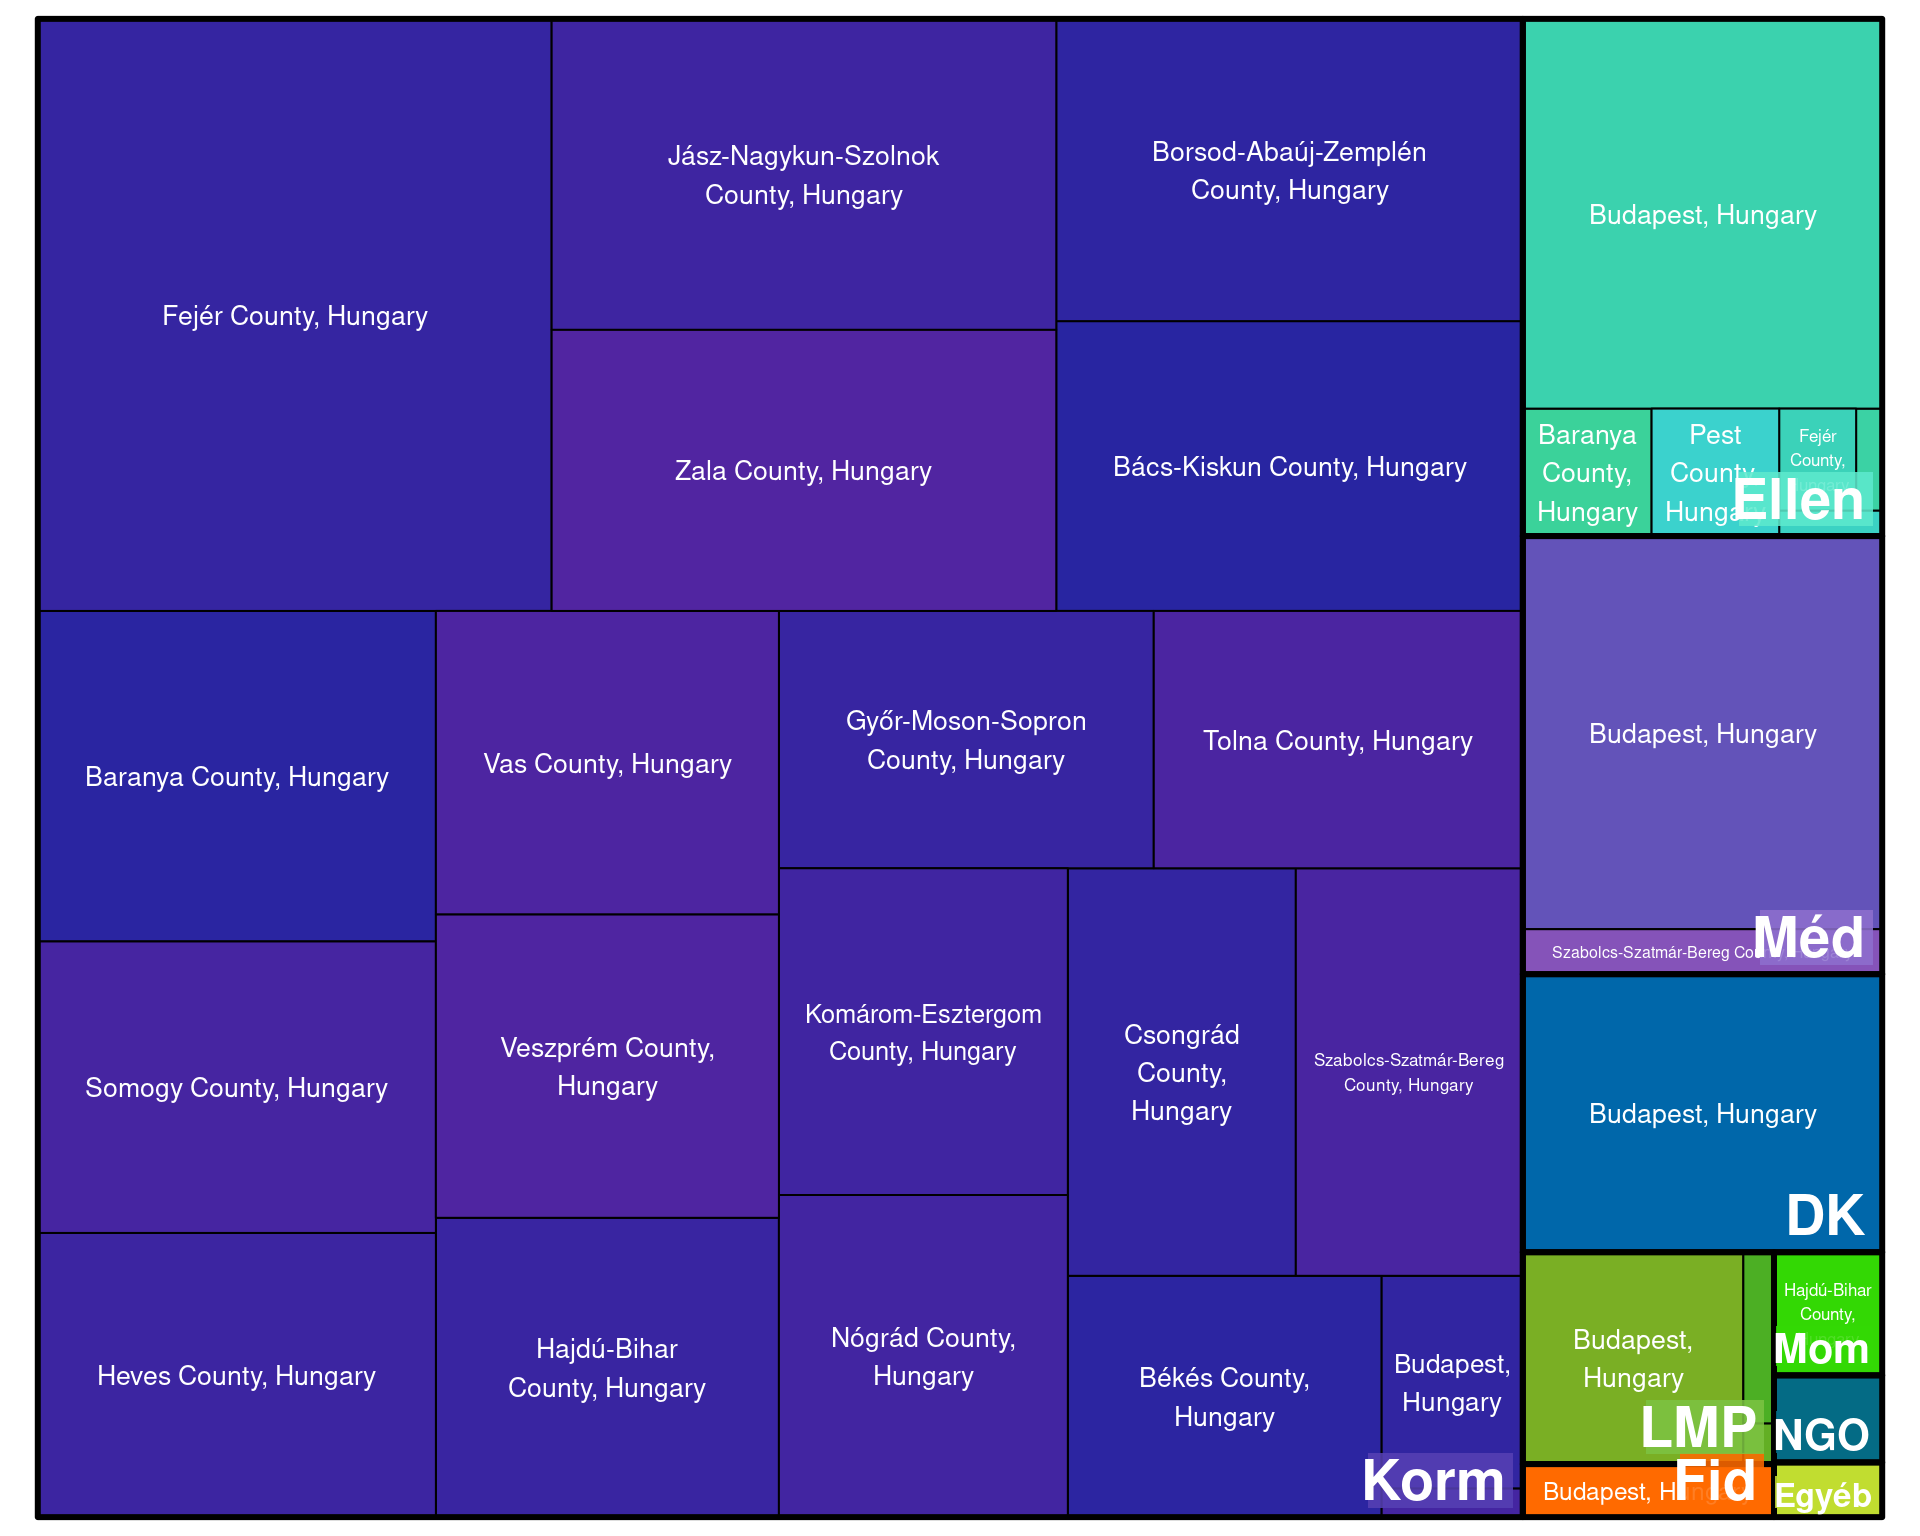 Fejér County, Hungary
Jász-Nagykun-Szolnok
County, Hungary
Zala County, Hungary
Borsod-Abaúj-Zemplén
County, Hungary
Bács-Kiskun County, Hungary
Baranya County, Hungary
Somogy County, Hungary
Heves County, Hungary
Vas County, Hungary
Veszprém County,
Hungary
Hajdú-Bihar
County, Hungary
Győr-Moson-Sopron
County, Hungary
Tolna County, Hungary
Komárom-Esztergom
County, Hungary
Nógrád County,
Hungary
Csongrád
County,
Hungary
Szabolcs-Szatmár-Bereg
County, Hungary
Békés County,
Hungary
Budapest,
Hungary
Korm
Budapest, Hungary
Baranya
County,
Hungary
Pest
County,
Hungary
Fejér
County,
Hungary
Ellen
Budapest, Hungary
Szabolcs-Szatmár-Bereg County, Hungary
Méd
Budapest, Hungary
DK
Budapest,
Hungary
LMP
Budapest, Hungary
Fid
Hajdú-Bihar
County,
Mom
NGO
Egyéb